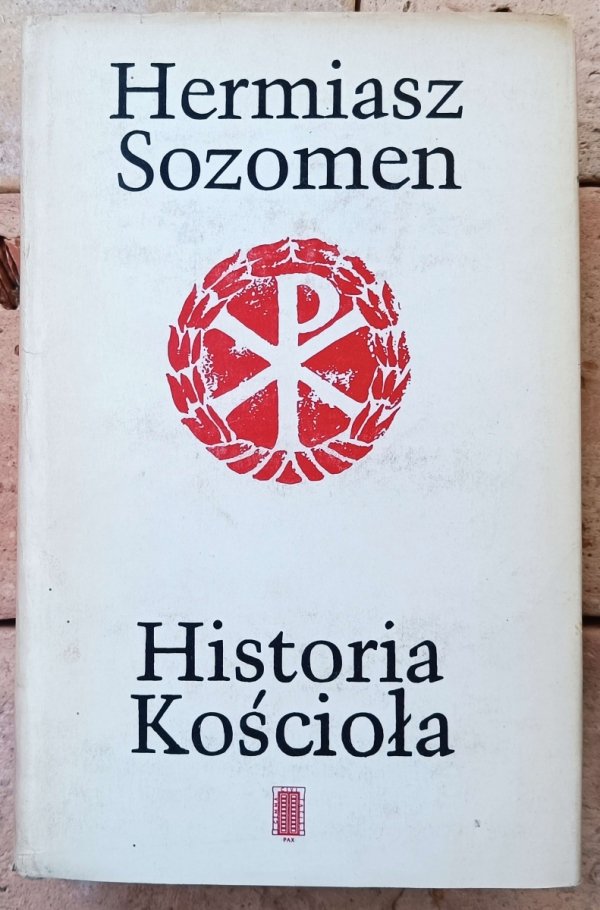 Hermiasz
Sozomen
Historia
Kościoła
PAX